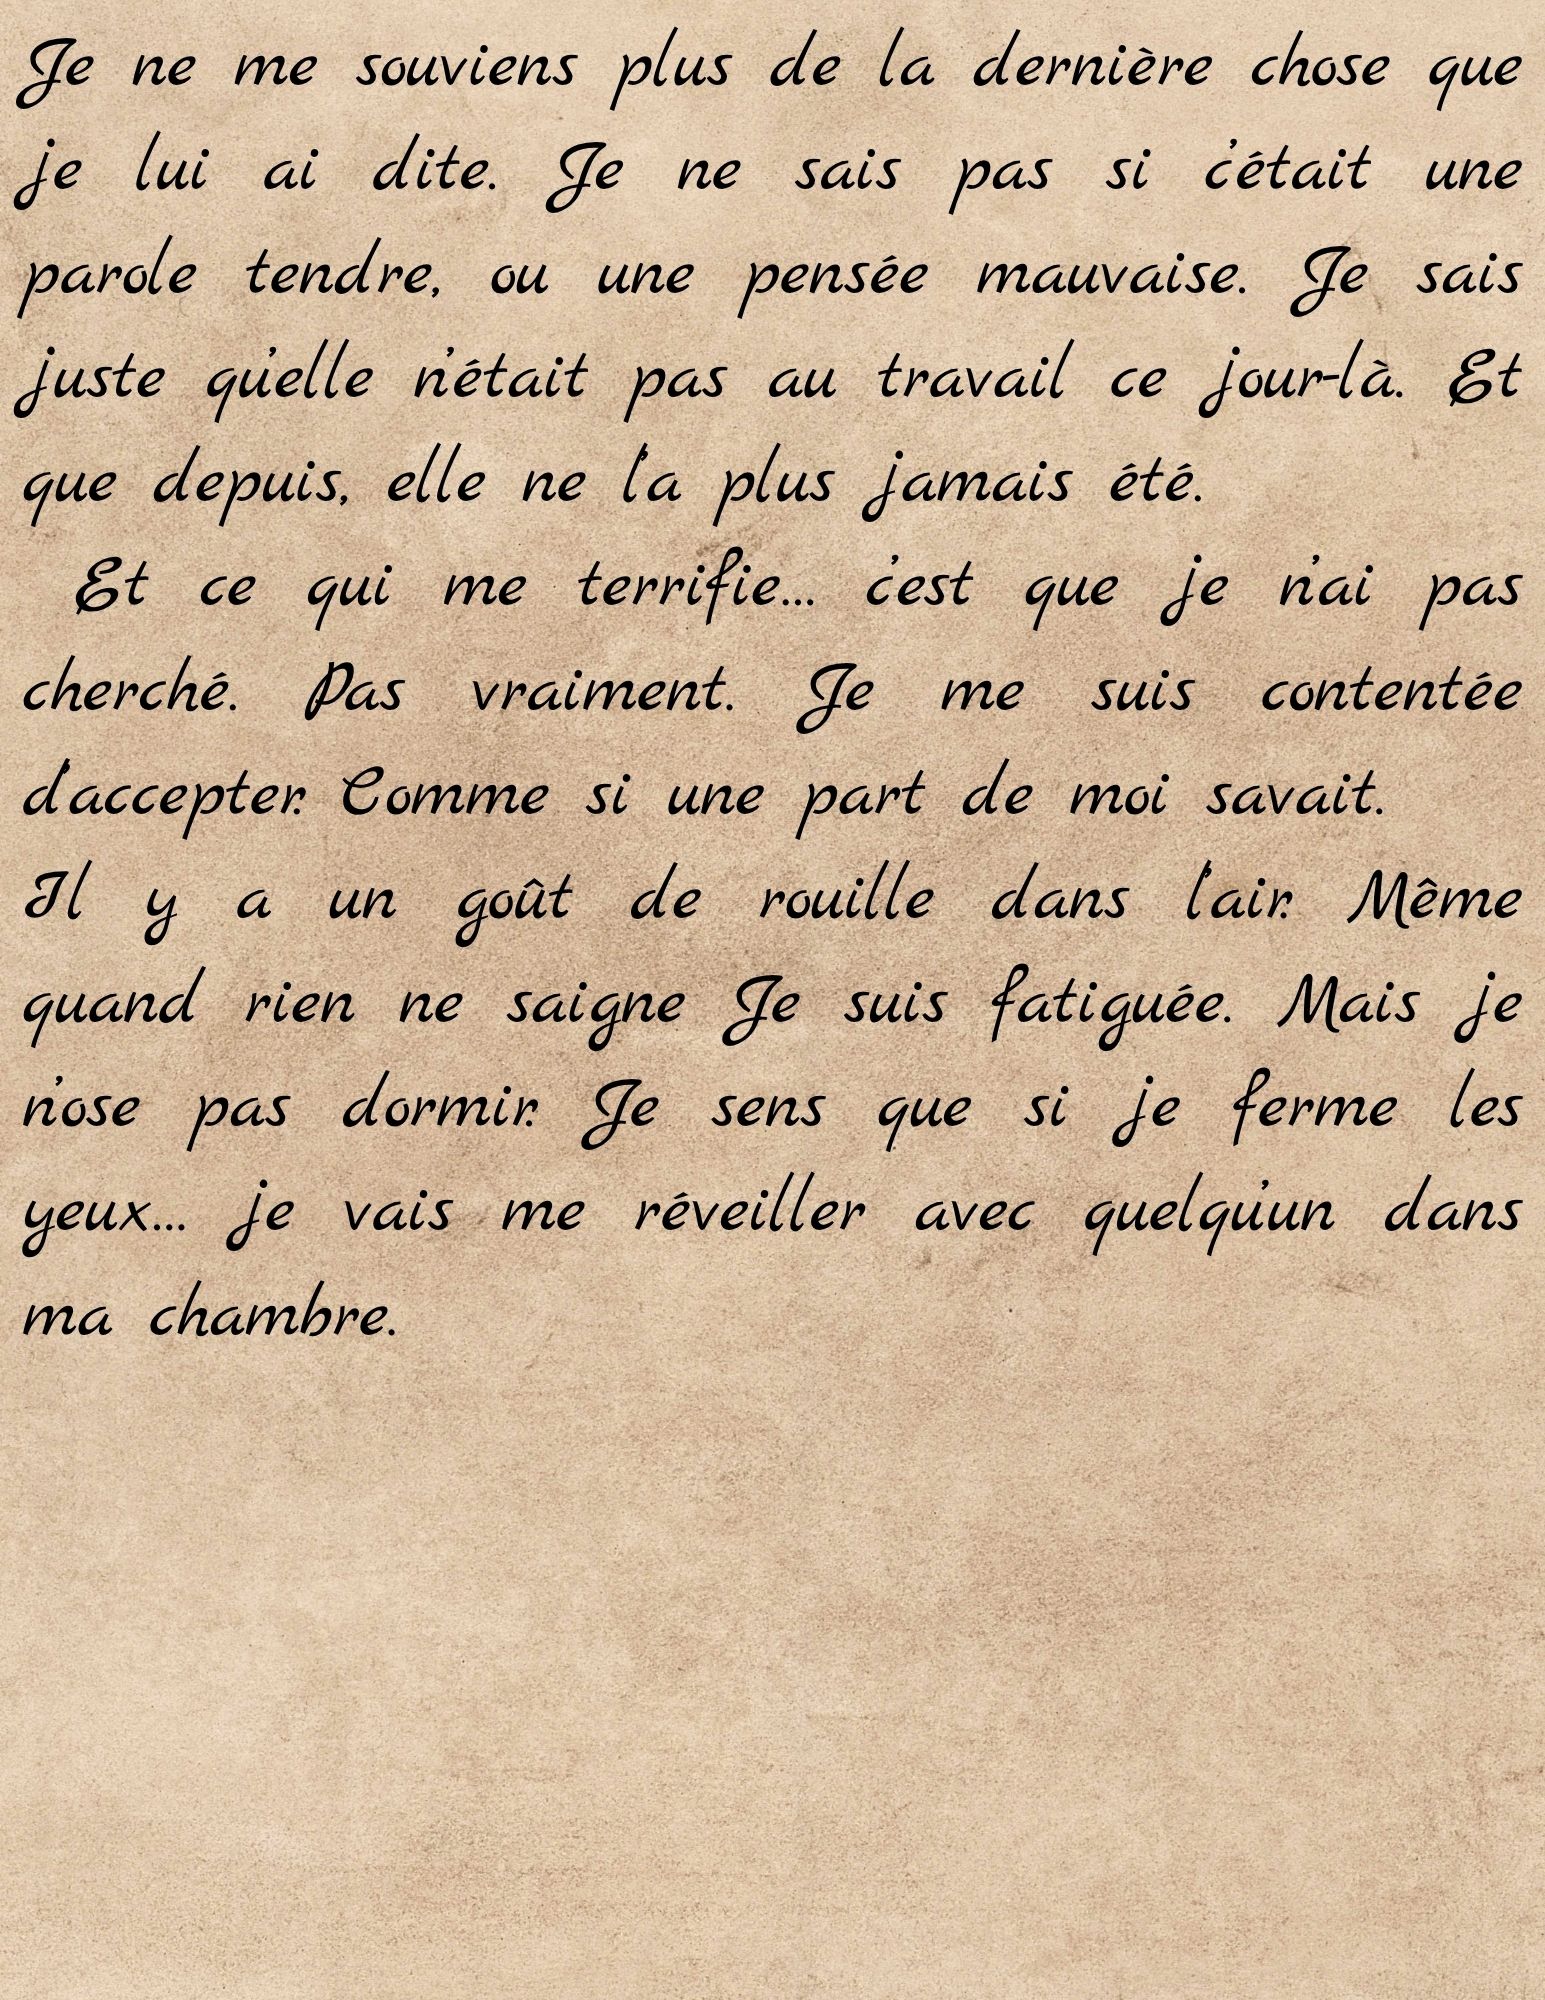 Je ne me souviens plus de la dernière chose que
je lui ai dite. Je ne sais pas si c'était une
parole tendre, ou une pensée mauvaise. Je sais
juste qu'elle n'était pas au travail ce jour-là. Et
que depuis, elle ne l'a plus jamais été.
Et ce qui me terrifie... c'est que je n'ai pas
cherché. Pas vraiment. Je me suis contentée
d'accepter. Comme si une part de moi savait.
Il y a un goût de rouille dans l'air. Même
quand rien ne saigne Je suis fatiguée. Mais je
n'ose pas dormir. Je sens que si je ferme les
yeux... je vais me réveiller avec quelqu'un dans
ma chambre.